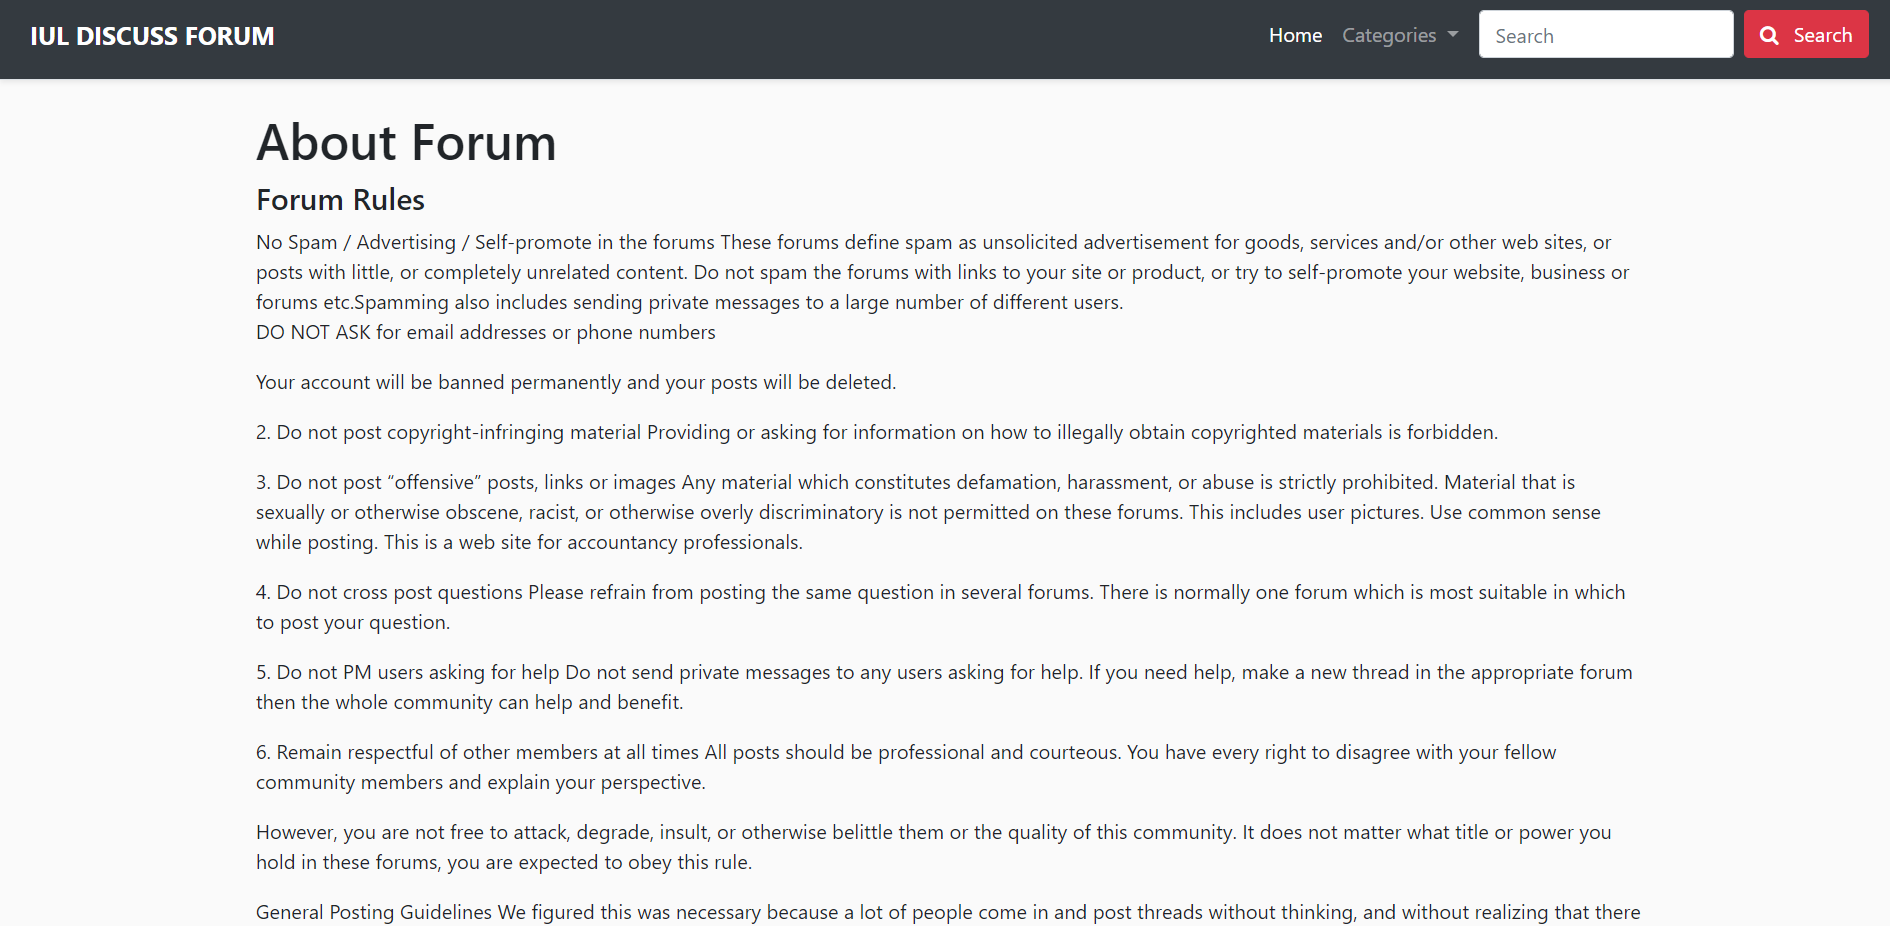 IUL DISCUSS FORUM
Home
Categories
Search
Search
About Forum
Forum Rules
No Spam / Advertising / Self-promote in the forums These forums define spam as unsolicited advertisement for goods, services and/or other web sites, or
posts with little, or completely unrelated content. Do not spam the forums with links to your site or product, or try to self-promote your website, business or
forums etc.Spamming also includes sending private messages to a large number of different users.
DO NOT ASK for email addresses or phone numbers
Your account will be banned permanently and your posts will be deleted.
2. Do not post copyright-infringing material Providing or asking for information on how to illegally obtain copyrighted materials is forbidden.
3. Do not post “offensive” posts, links or images Any material which constitutes defamation, harassment, or abuse is strictly prohibited. Material that is
sexually or otherwise obscene, racist, or otherwise overly discriminatory is not permitted on these forums. This includes user pictures. Use common sense
while posting. This is a web site for accountancy professionals.
4. Do not cross post questions Please refrain from posting the same question in several forums. There is normally one forum which is most suitable in which
to post your question.
5. Do not PM users asking for help Do not send private messages to any users asking for help. If you need help, make a new thread in the appropriate forum
then the whole community can help and benefit.
6. Remain respectful of other members at all times All posts should be professional and courteous. You have every right to disagree with your fellow
community members and explain your perspective.
However, you are not free to attack, degrade, insult, or otherwise belittle them or the quality of this community. It does not matter what title or power you
hold in these forums, you are expected to obey this rule.
General Posting Guidelines We figured this was necessary because a lot of people come in and post threads without thinking, and without realizing that there